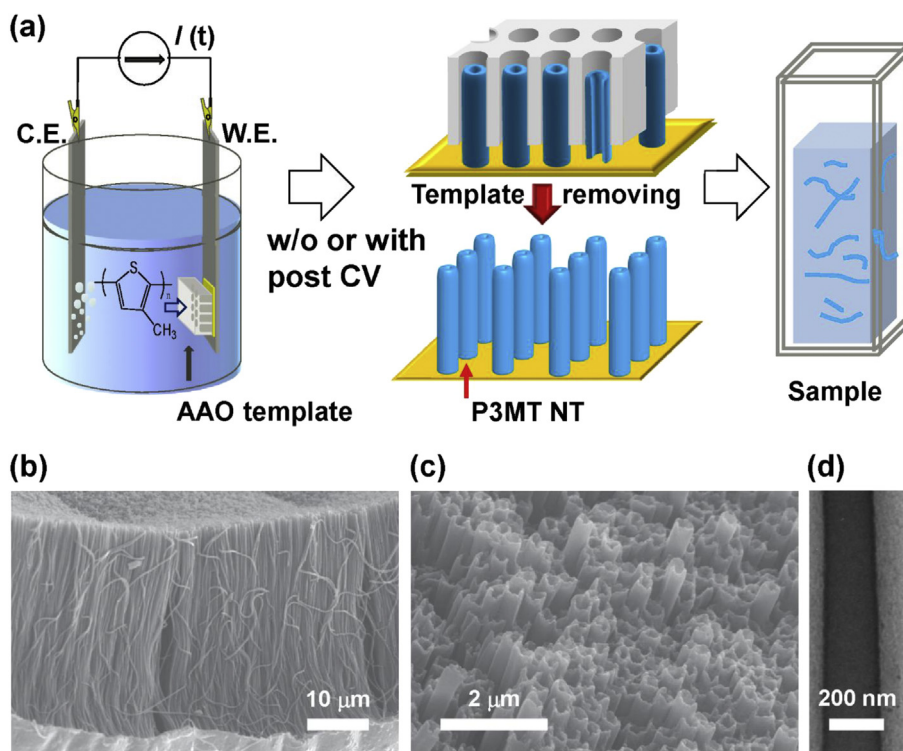 (a)
I (t)
C.E.
W.E.
S
n
CH3
AAO template
w/o or with
post CV
Template removing
P3MT NT
Sample
(b)
(c)
(d)
10 μm
2 μm
200 nm